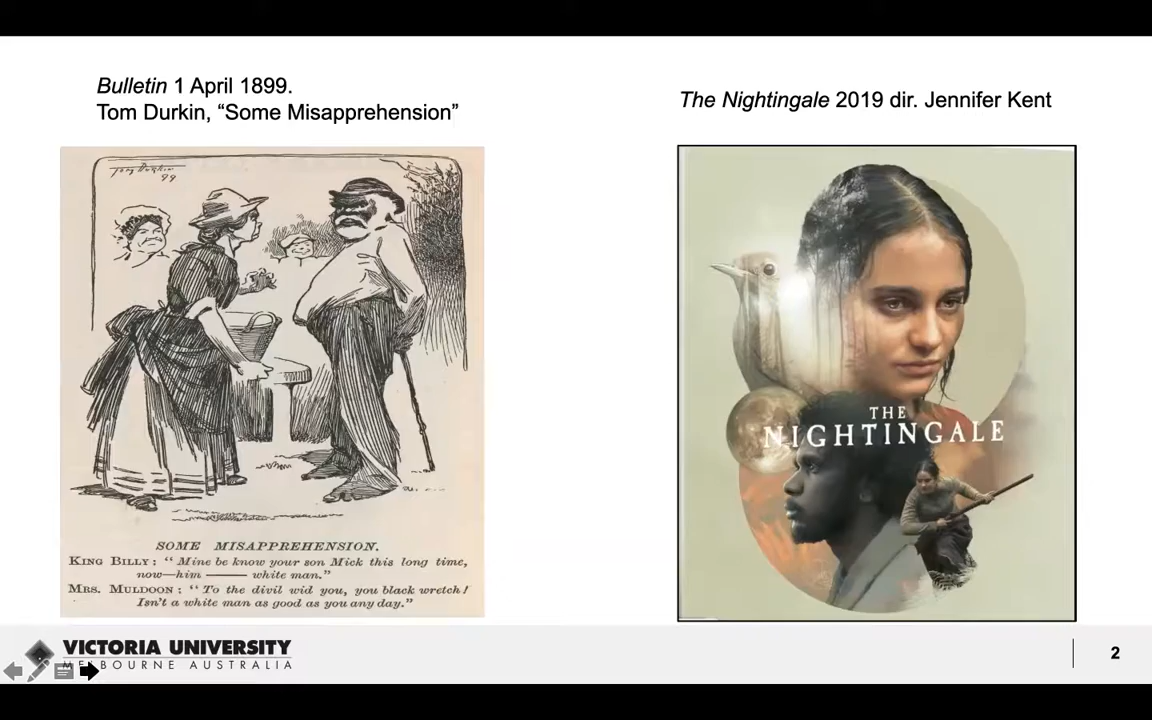 Bulletin 1 April 1899.
Tom Durkin, “Some Misapprehension”
The Nightingale 2019 dir. Jennifer Kent
Tom Durkin
99
SOME MISAPPREHENSION.
KING BILLY: “Mine be know your son Mick this long time,
now—him —— white man.”
MRS. MULDOON: “To the divil wid you, you black wretch!
Isn't a white man as good as you any day.”
THE
NIGHTINGALE
VICTORIA UNIVERSITY
MELBOURNE AUSTRALIA
2